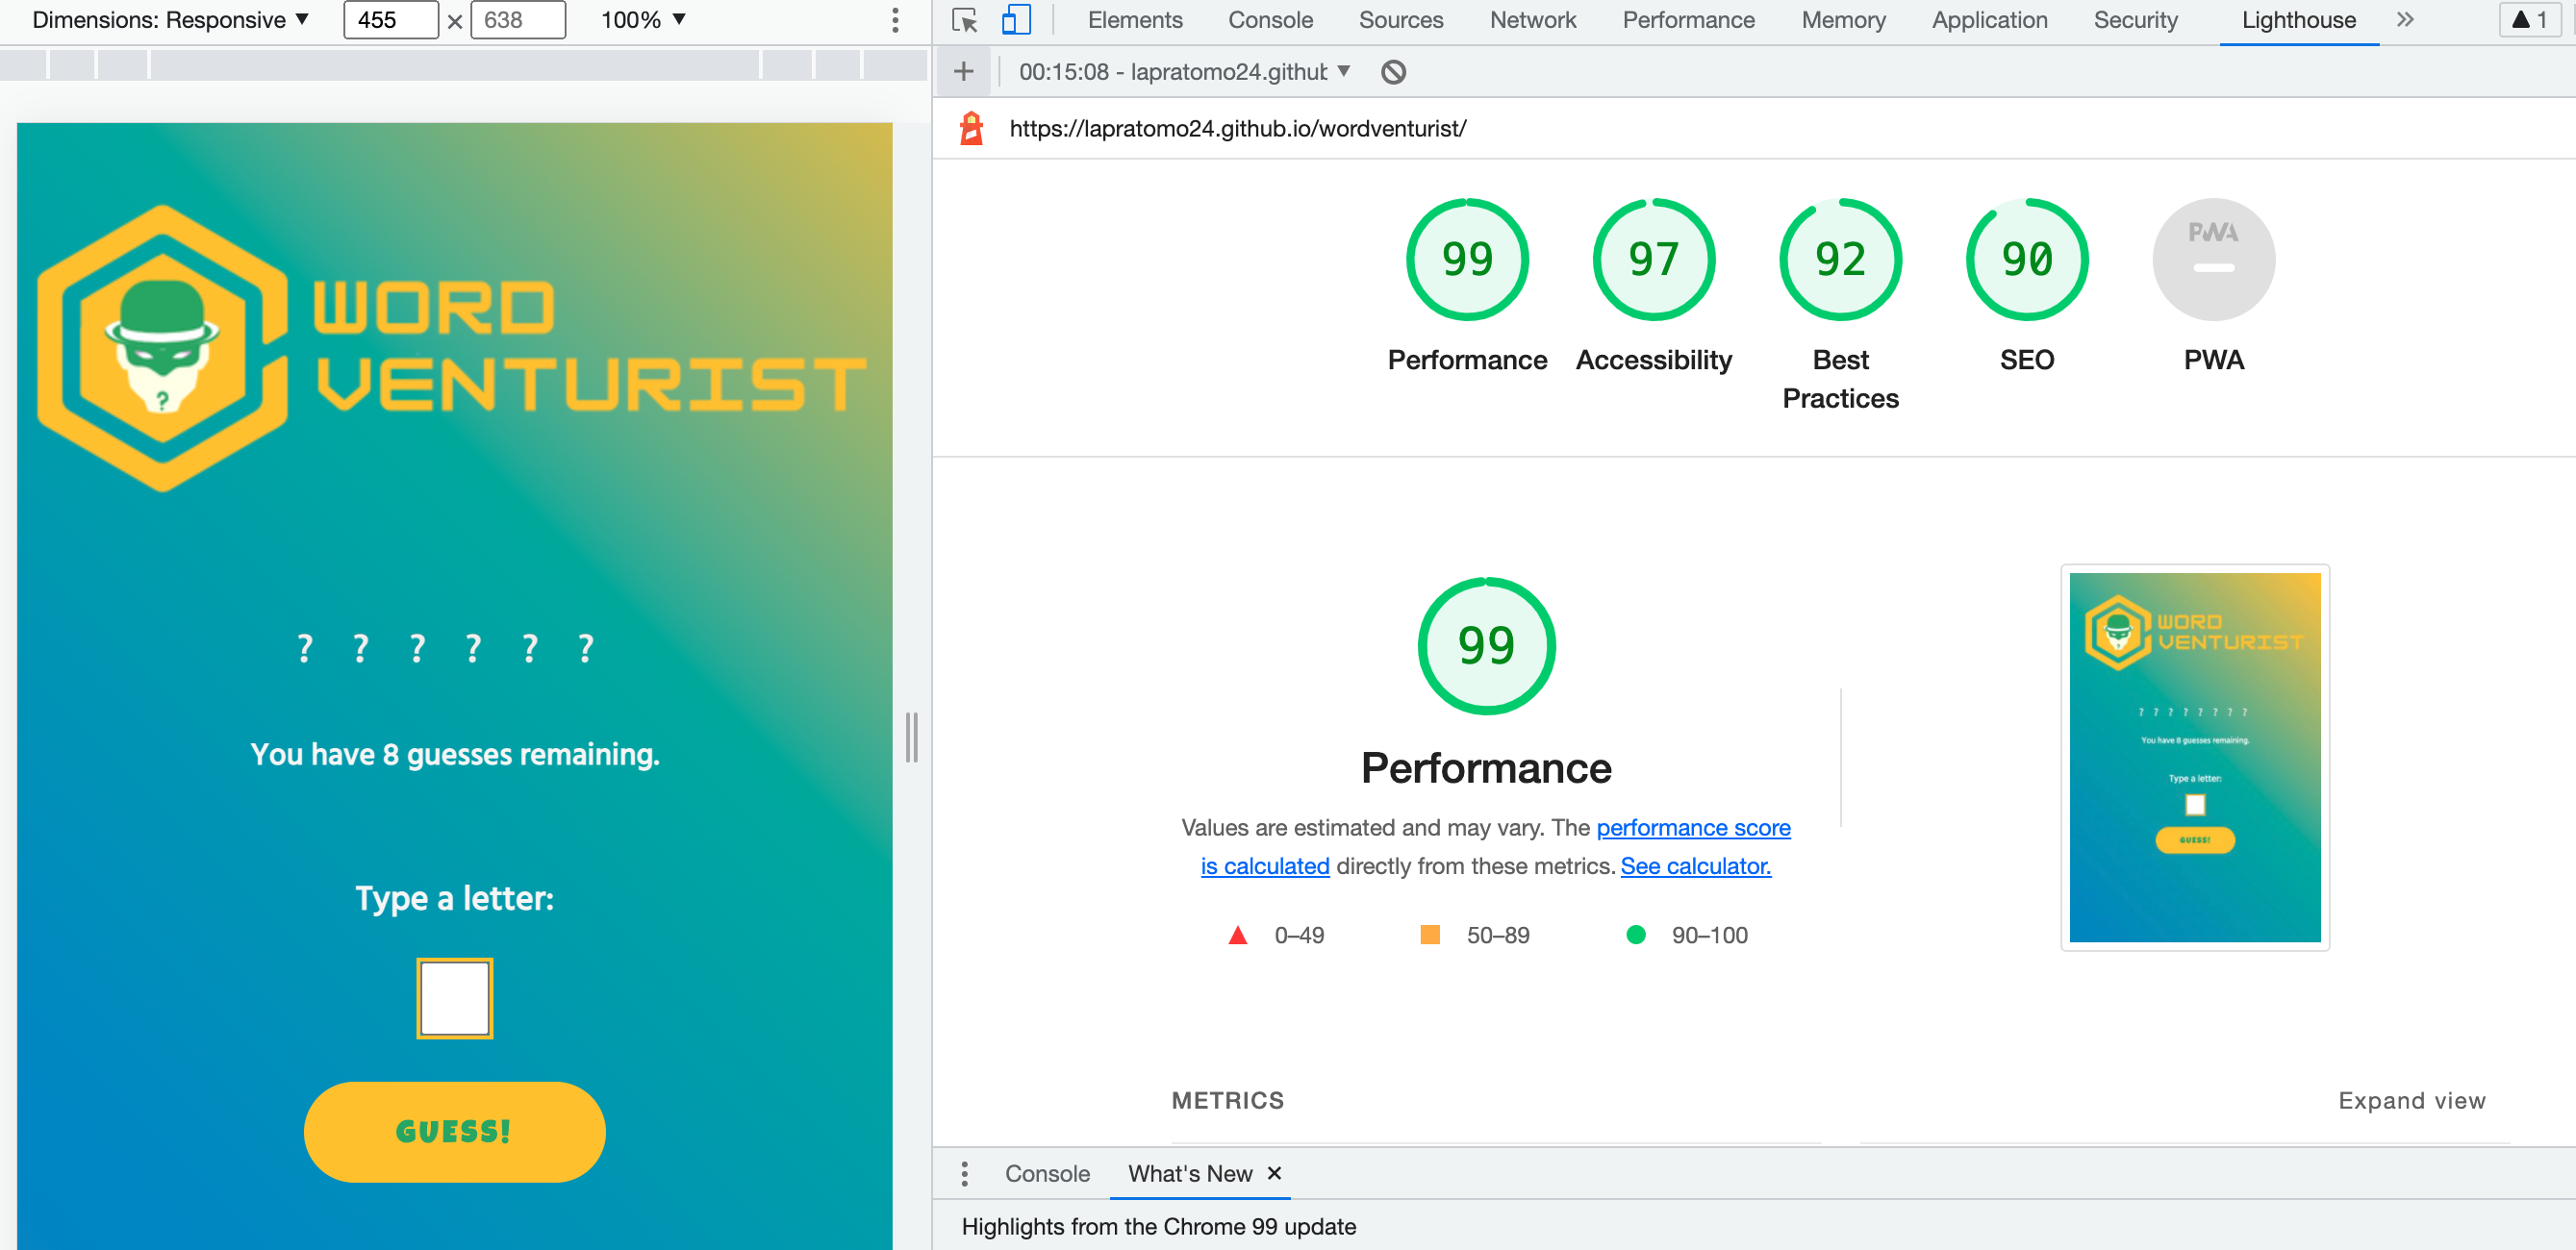 Dimensions: Responsive ▼ 455 × 638 100% ▼
Elements Console Sources Network Performance Memory Application Security Lighthouse » ▲ 1
+ 00:15:08 - lapratomo24.github ▼
https://lapratomo24.github.io/wordventurist/
WORD
VENTURIST
?
? ? ? ? ? ?
You have 8 guesses remaining.
Type a letter:
GUESS!
99 97 92 90 PWA
Performance Accessibility Best Practices SEO PWA
99
Performance
Values are estimated and may vary. The performance score
is calculated directly from these metrics. See calculator.
0–49 50–89 90–100
WORD
VENTURIST
? ? ? ? ? ? ? ?
You have 8 guesses remaining.
Type a letter:
GUESS!
METRICS Expand view
Console What's New ×
Highlights from the Chrome 99 update